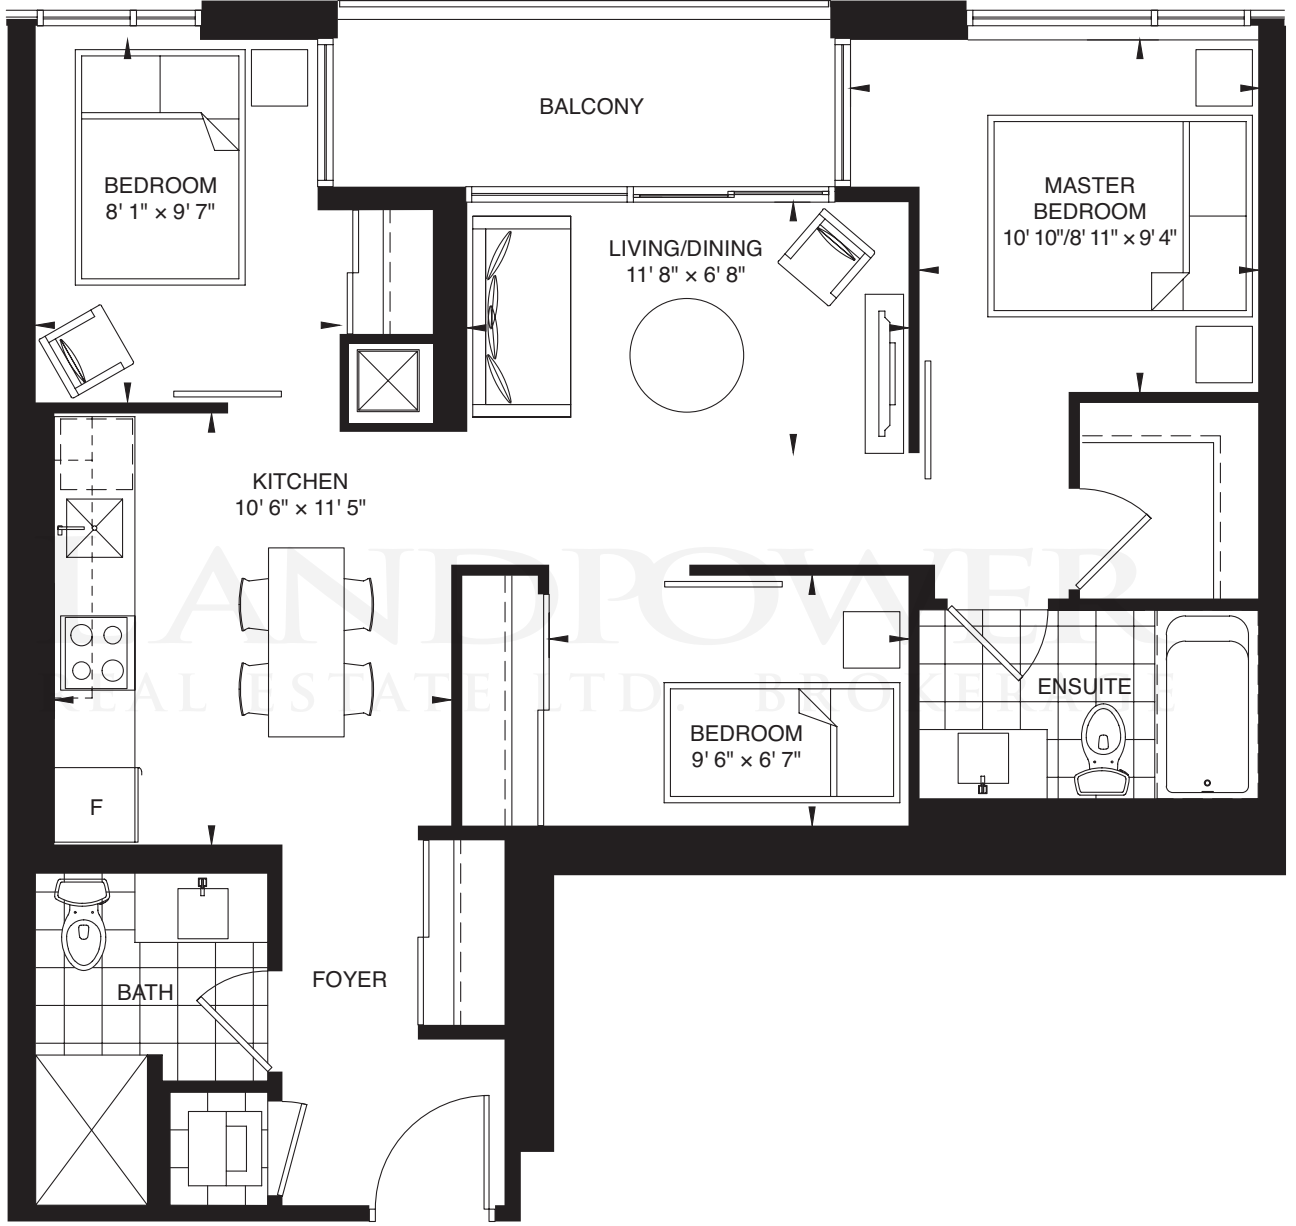 BALCONY
BEDROOM
8' 1" × 9' 7"
MASTER
BEDROOM
10' 10"/8' 11" × 9' 4"
LIVING/DINING
11' 8" × 6' 8"
KITCHEN
10' 6" × 11' 5"
LANDPOWER
REAL ESTATE LTD. BROKERAGE
ENSUITE
BEDROOM
9' 6" × 6' 7"
F
FOYER
BATH